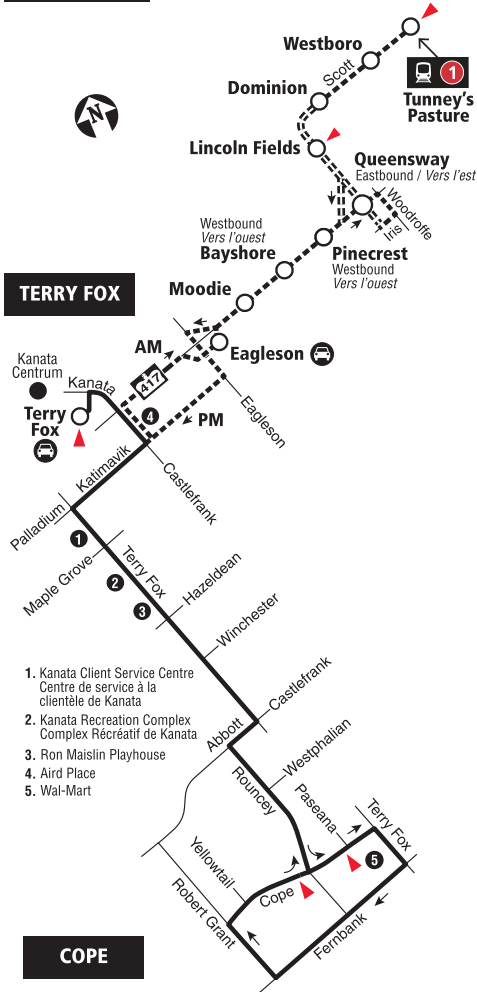 Westboro
Scott
1
Tunney's
Pasture
Dominion
N
Lincoln Fields
Queensway
Eastbound / Vers l'est
Woodroffe
Iris
Westbound
Vers l'ouest
Bayshore
Pinecrest
Westbound
Vers l'ouest
Moodie
TERRY FOX
AM
Eagleson
417
Kanata
Centrum
Kanata
Terry
Fox
4
PM
Eagleson
Katimavik
Castlefrank
Palladium
1
Maple Grove
2
Terry Fox
3
Hazeldean
Winchester
1. Kanata Client Service Centre
Centre de service à la
clientèle de Kanata
2. Kanata Recreation Complex
Complex Récréatif de Kanata
3. Ron Maislin Playhouse
4. Aird Place
5. Wal-Mart
Castlefrank
Abbott
Westphalian
Rouncey
Paseana
Terry Fox
5
Yellowtail
Cope
Robert Grant
Fernbank
COPE